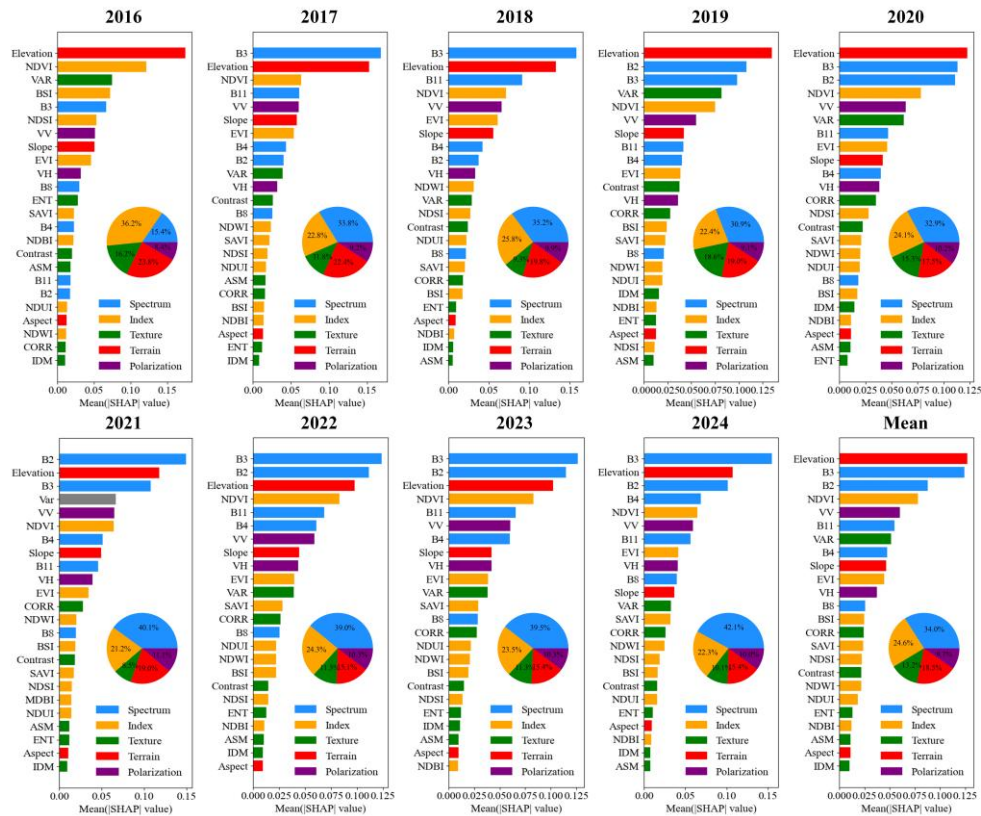 2016
Elevation
NDVI
VAR
BSI
B3
NDSI
VV
Slope
EVI
VH
B8
ENT
SAVI
B4
NDBI
Contrast
ASM
B11
B2
NDUI
Aspect
NDWI
CORR
IDM
36.2%
15.4%
23.8%
Spectrum
Index
Texture
Terrain
Polarization
0.00 0.05 0.10 0.15
Mean(|SHAP| value)
2017
B3
Elevation
NDVI
B11
VV
Slope
EVI
B4
B2
VAR
VH
Contrast
B8
NDWI
SAVI
NDSI
NDUI
ASM
CORR
BSI
NDBI
Aspect
ENT
IDM
33.8%
22.8%
Spectrum
Index
Texture
Terrain
Polarization
0.00 0.05 0.10 0.15
Mean(|SHAP| value)
2018
B3
Elevation
B11
NDVI
VV
EVI
Slope
B4
B2
VH
NDWI
VAR
NDSI
Contrast
NDUI
B8
SAVI
CORR
BSI
ENT
Aspect
NDBI
IDM
ASM
35.2%
25.8%
Spectrum
Index
Texture
Terrain
Polarization
0.00 0.05 0.10 0.15
Mean(|SHAP| value)
2019
Elevation
B2
B3
VAR
NDVI
VV
Slope
B11
B4
EVI
Contrast
VH
CORR
BSI
SAVI
B8
NDWI
NDUI
IDM
NDBI
ENT
Aspect
NDSI
ASM
30.9%
22.4%
Spectrum
Index
Texture
Terrain
Polarization
0.000 0.025 0.050 0.075 0.100 0.125
Mean(|SHAP| value)
2020
Elevation
B3
B2
NDVI
VV
VAR
B11
EVI
Slope
B4
VH
CORR
NDSI
Contrast
SAVI
NDWI
NDUI
B8
BSI
IDM
NDBI
Aspect
ASM
ENT
32.9%
24.1%
Spectrum
Index
Texture
Terrain
Polarization
0.000 0.025 0.050 0.075 0.100 0.125
Mean(|SHAP| value)
2021
B2
Elevation
B3
Var
VV
NDVI
B4
Slope
B11
VH
EVI
CORR
NDWI
B8
BSI
Contrast
SAVI
NDSI
MDBI
NDUI
ASM
ENT
Aspect
IDM
40.1%
21.2%
Spectrum
Index
Texture
Terrain
Polarization
0.00 0.05 0.10 0.15
Mean(|SHAP| value)
2022
B3
B2
Elevation
NDVI
B11
B4
VV
Slope
VH
EVI
VAR
SAVI
CORR
B8
NDUI
NDWI
BSI
Contrast
NDSI
ENT
NDBI
ASM
IDM
Aspect
39.0%
24.3%
Spectrum
Index
Texture
Terrain
Polarization
0.000 0.025 0.050 0.075 0.100 0.125
Mean(|SHAP| value)
2023
B3
B2
Elevation
NDVI
B11
VV
B4
Slope
VH
EVI
VAR
SAVI
B8
CORR
NDUI
NDWI
BSI
Contrast
NDSI
ENT
IDM
ASM
Aspect
NDBI
39.5%
23.5%
Spectrum
Index
Texture
Terrain
Polarization
0.000 0.025 0.050 0.075 0.100 0.125
Mean(|SHAP| value)
2024
B3
Elevation
B2
B4
NDVI
VV
B11
EVI
VH
B8
Slope
VAR
SAVI
CORR
NDWI
NDSI
BSI
Contrast
NDUI
ENT
Aspect
NDBI
IDM
ASM
42.1%
22.3%
Spectrum
Index
Texture
Terrain
Polarization
0.00 0.05 0.10 0.15
Mean(|SHAP| value)
Mean
Elevation
B3
B2
NDVI
VV
B11
VAR
B4
Slope
EVI
VH
B8
CORR
SAVI
NDSI
BSI
Contrast
NDWI
NDUI
ENT
NDBI
ASM
Aspect
IDM
34.0%
24.6%
Spectrum
Index
Texture
Terrain
Polarization
0.000 0.025 0.050 0.075 0.100 0.125
Mean(|SHAP| value)